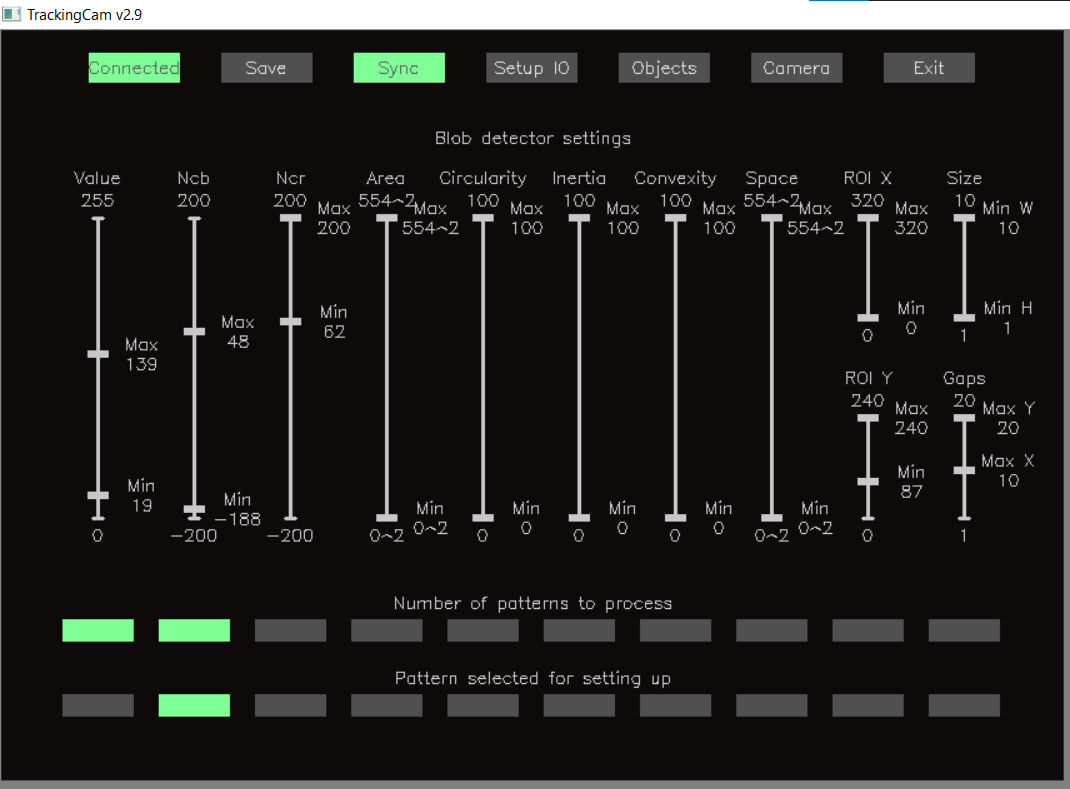 TrackingCam v2.9
Connected Save Sync Setup IO Objects Camera Exit
Blob detector settings
Value Ncb Ncr Area Circularity Inertia Convexity Space ROI X Size
255 200 200 554^2 100 100 100 554^2 320 10
Max Max Max Max Max Max Max Min W
200 554^2 100 100 100 554^2 320 10
Min Min H
0 1
0 1
Max
48
Min
62
Max
139
ROI Y Gaps
240 20
Max Max Y
240 20
Min Max X
87 10
Min
19
Min
-188
Min Min Min Min Min
0^2 0 0 0 0^2
0 -200 -200 0^2 0 0 0 0^2 0 1
Number of patterns to process
Pattern selected for setting up